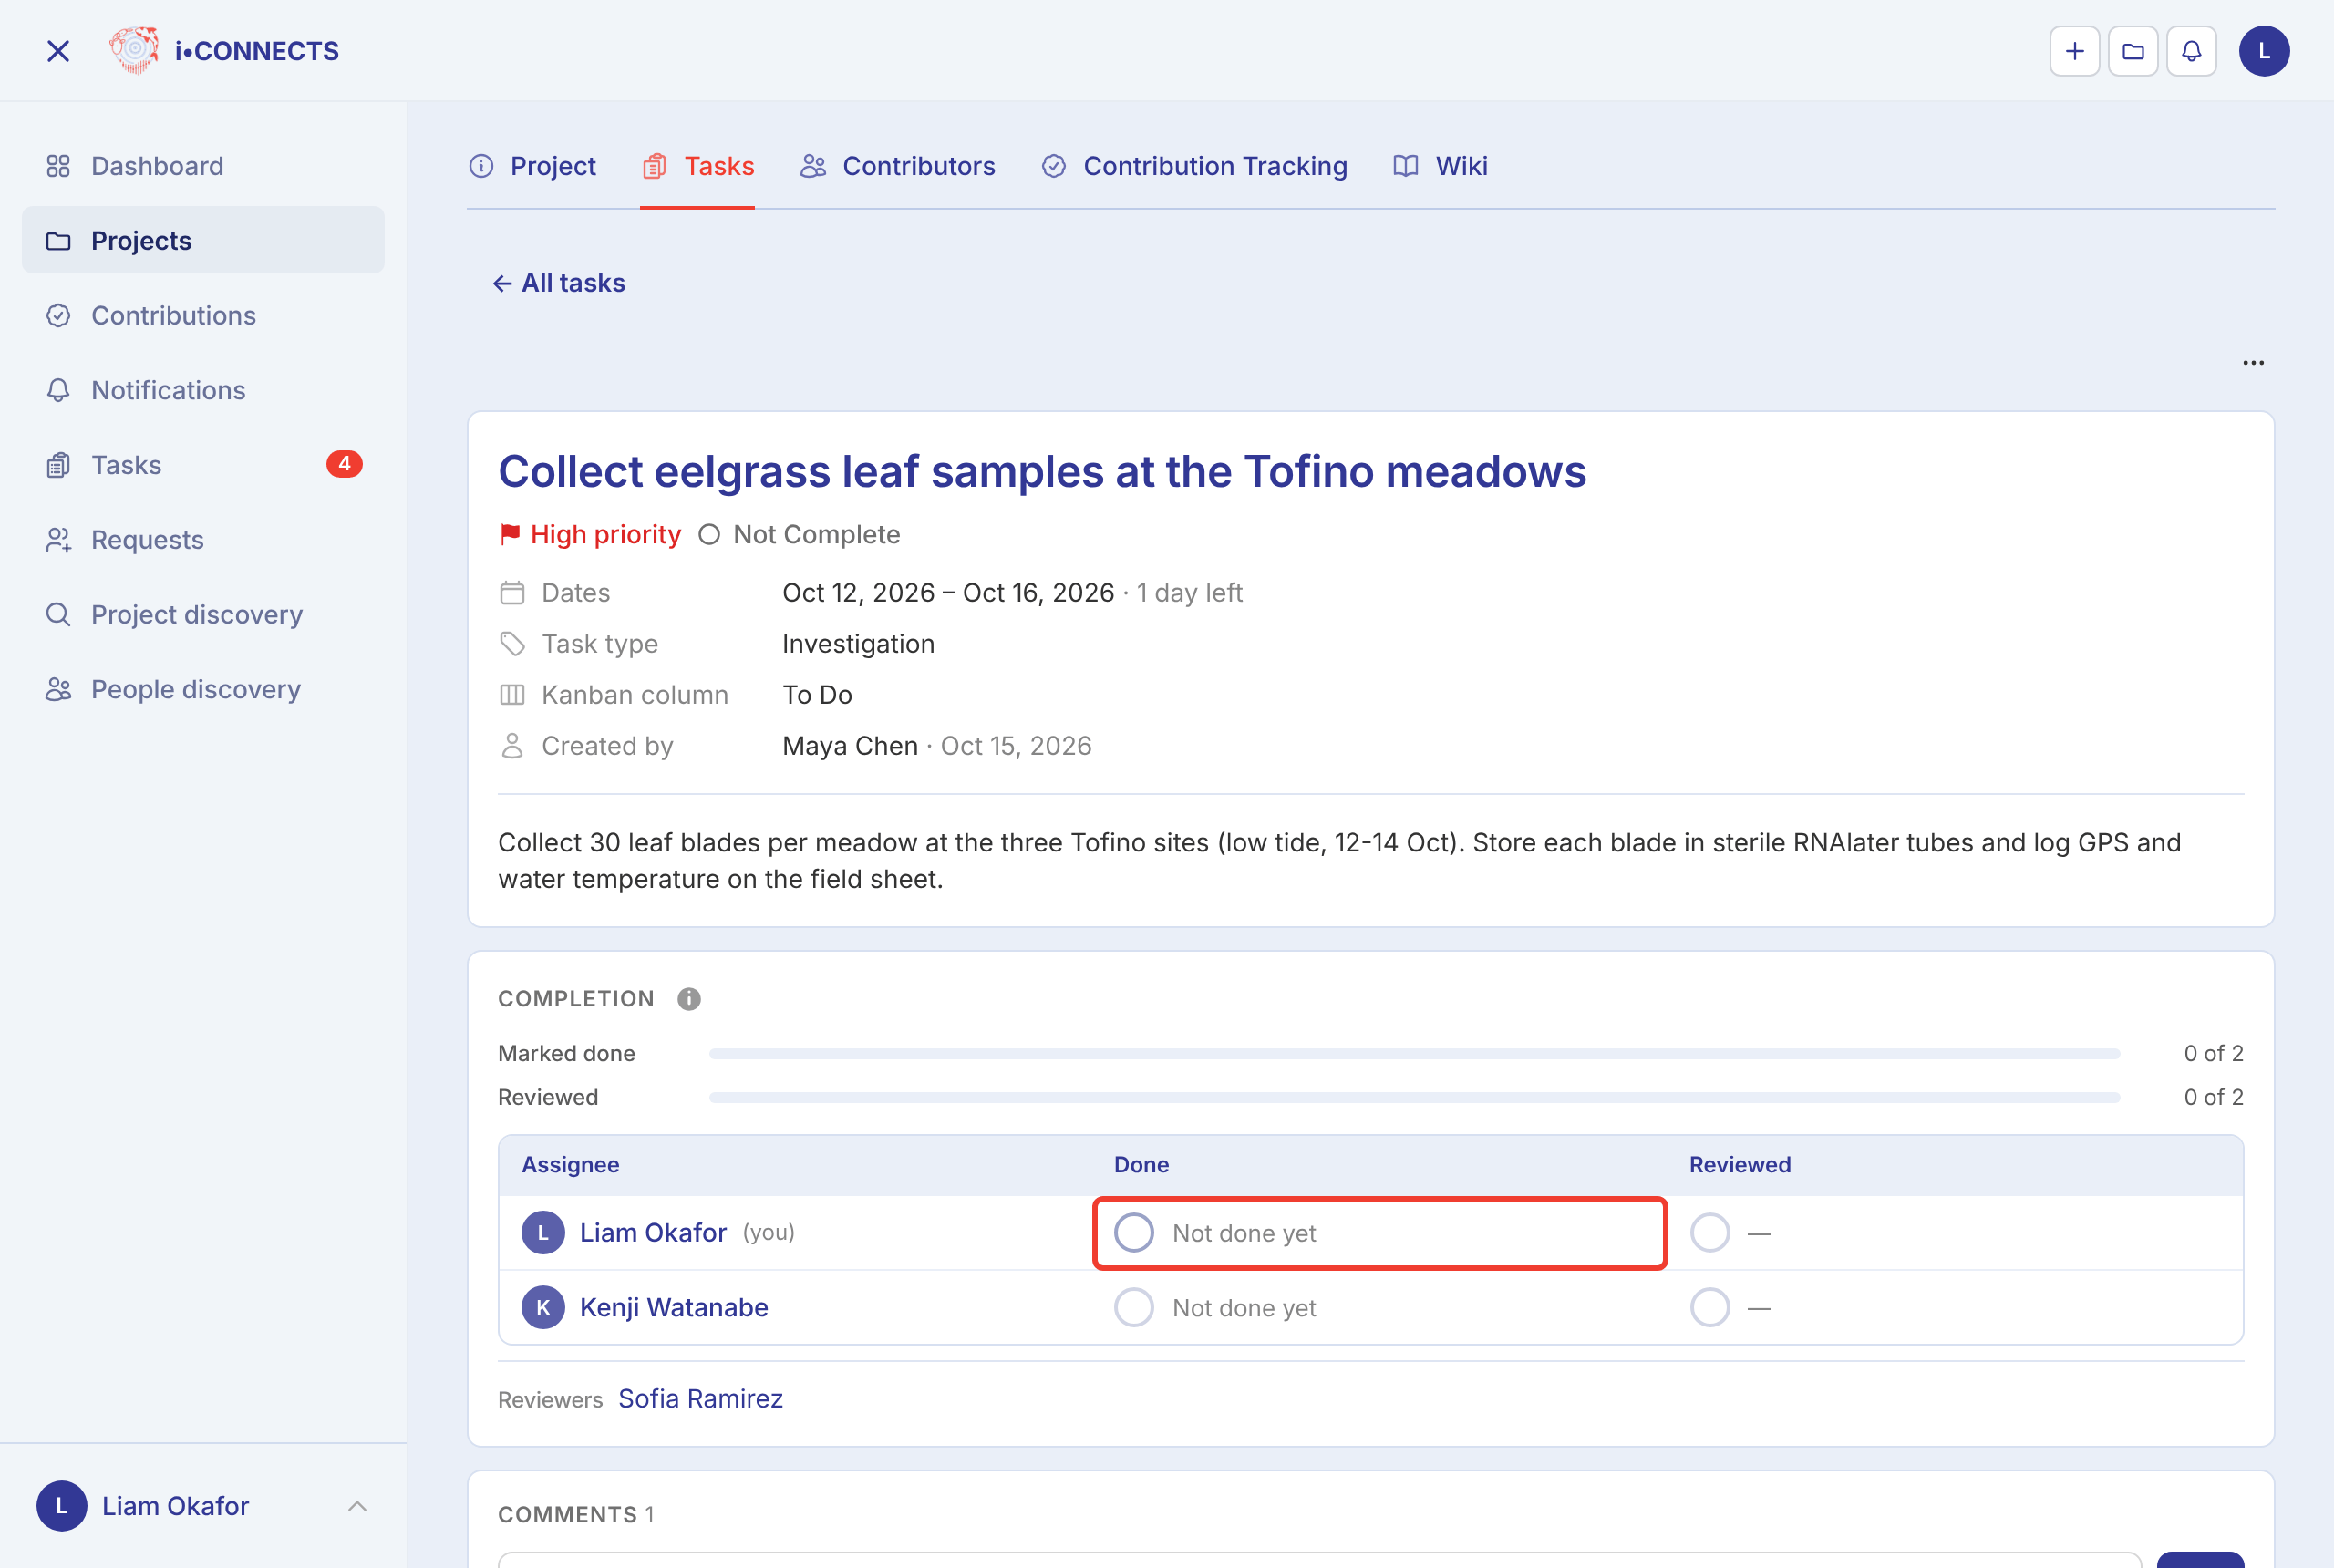 i•CONNECTS
L
Dashboard
Projects
Contributions
Notifications
Tasks 4
Requests
Project discovery
People discovery
Liam Okafor
L
Project Tasks Contributors Contribution Tracking Wiki
← All tasks
...
Collect eelgrass leaf samples at the Tofino meadows
High priority Not Complete
Dates Oct 12, 2026 – Oct 16, 2026 · 1 day left
Task type Investigation
Kanban column To Do
Created by Maya Chen · Oct 15, 2026
Collect 30 leaf blades per meadow at the three Tofino sites (low tide, 12-14 Oct). Store each blade in sterile RNAlater tubes and log GPS and
water temperature on the field sheet.
COMPLETION
Marked done 0 of 2
Reviewed 0 of 2
Assignee Done Reviewed
L Liam Okafor (you) Not done yet —
K Kenji Watanabe Not done yet —
Reviewers Sofia Ramirez
COMMENTS 1